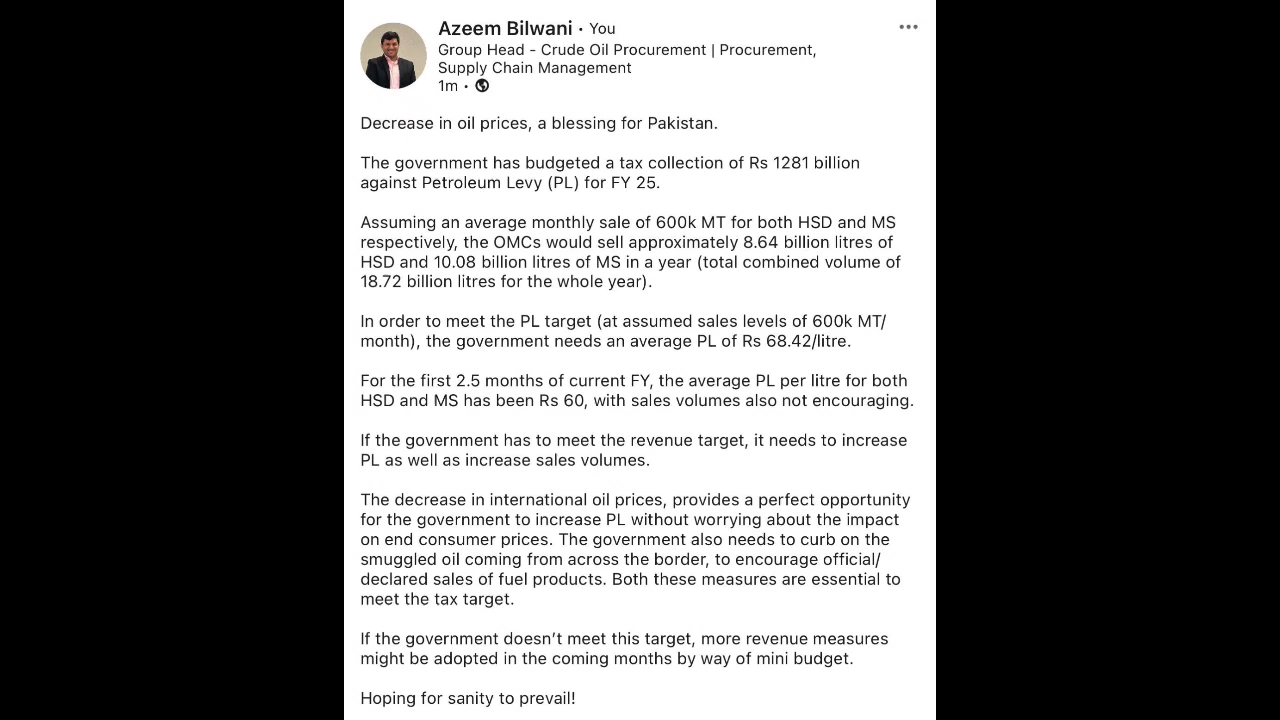 Azeem Bilwani • You
Group Head - Crude Oil Procurement | Procurement,
Supply Chain Management
1m •
Decrease in oil prices, a blessing for Pakistan.
The government has budgeted a tax collection of Rs 1281 billion
against Petroleum Levy (PL) for FY 25.
Assuming an average monthly sale of 600k MT for both HSD and MS
respectively, the OMCs would sell approximately 8.64 billion litres of
HSD and 10.08 billion litres of MS in a year (total combined volume of
18.72 billion litres for the whole year).
In order to meet the PL target (at assumed sales levels of 600k MT/
month), the government needs an average PL of Rs 68.42/litre.
For the first 2.5 months of current FY, the average PL per litre for both
HSD and MS has been Rs 60, with sales volumes also not encouraging.
If the government has to meet the revenue target, it needs to increase
PL as well as increase sales volumes.
The decrease in international oil prices, provides a perfect opportunity
for the government to increase PL without worrying about the impact
on end consumer prices. The government also needs to curb on the
smuggled oil coming from across the border, to encourage official/
declared sales of fuel products. Both these measures are essential to
meet the tax target.
If the government doesn't meet this target, more revenue measures
might be adopted in the coming months by way of mini budget.
Hoping for sanity to prevail!